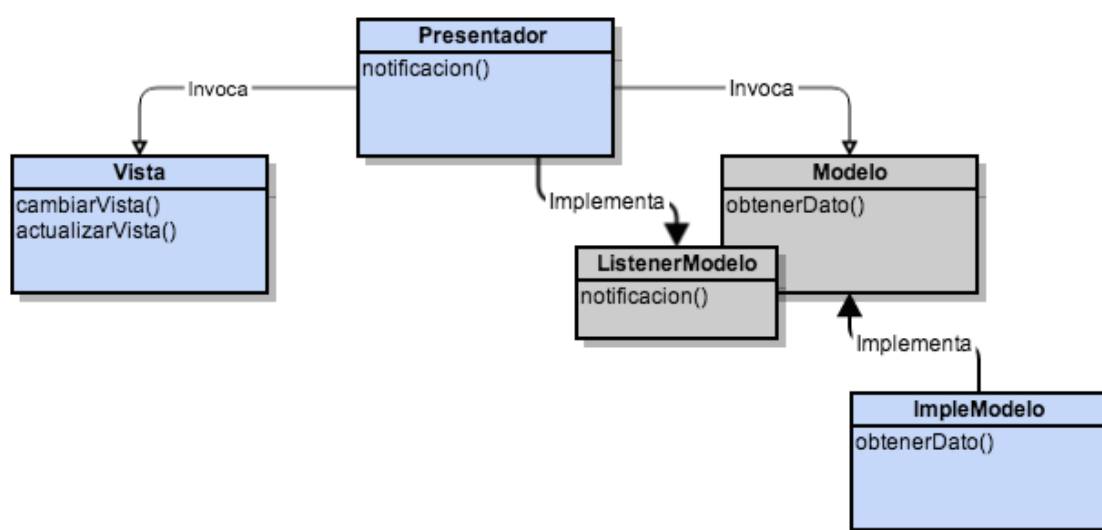 Presentador
notificacion()
Invoca
Invoca
Vista
cambiarVista()
actualizarVista()
Modelo
obtenerDato()
Implementa
ListenerModelo
notificacion()
Implementa
ImpleModelo
obtenerDato()